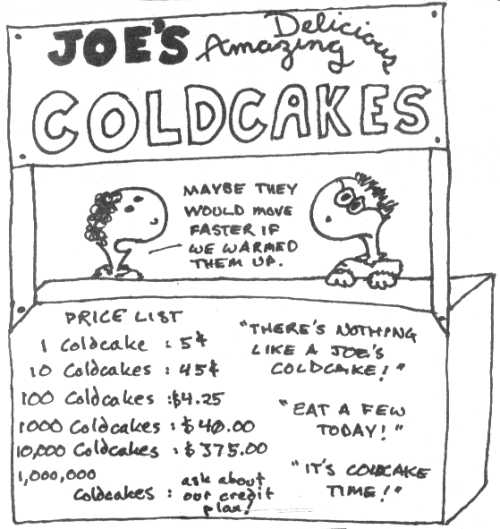 JOE'S Amazing Delicious
COLDCAKES
MAYBE THEY
WOULD MOVE
FASTER IF
WE WARMED
THEM UP.
PRICE LIST
1 Coldcake : 5¢
10 Coldcakes : 45¢
100 Coldcakes : $4.25
1000 Coldcakes : $40.00
10,000 Coldcakes : $375.00
1,000,000
Coldcakes : ask about
our credit
plan!
"THERE'S NOTHING
LIKE A JOE'S
COLDCAKE!"
"EAT A FEW
TODAY!"
"IT'S COLDCAKE
TIME!"